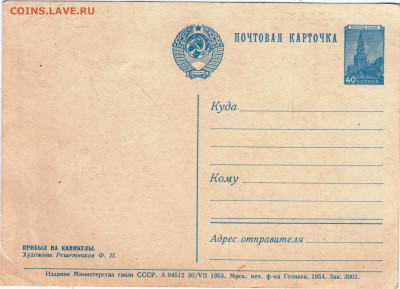 COINS.LAVE.RU
ПОЧТОВАЯ КАРТОЧКА
ПОЧТА СССР
40
КОПЕЕК
Куда
Кому
Адрес отправителя
ПРИБЫЛ НА КАНИКУЛЫ.
Художник Решетников Ф. П.
Издание Министерства связи СССР. А 04512 30/VII 1953. Моск. печ. ф-ка Гознака, 1954. Зак. 3002.